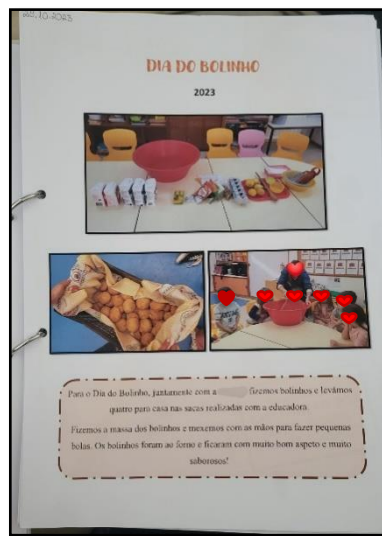 .10.2023
DIA DO BOLINHO
2023
Para o Dia do Bolinho, juntamente com a fizemos bolinhos e levámos
quatro para casa nas sacas realizadas com a educadora.
Fizemos a massa dos bolinhos e mexemos com as mãos para fazer pequenas
bolas. Os bolinhos foram ao forno e ficaram com muito bom aspeto e muito
saborosos!